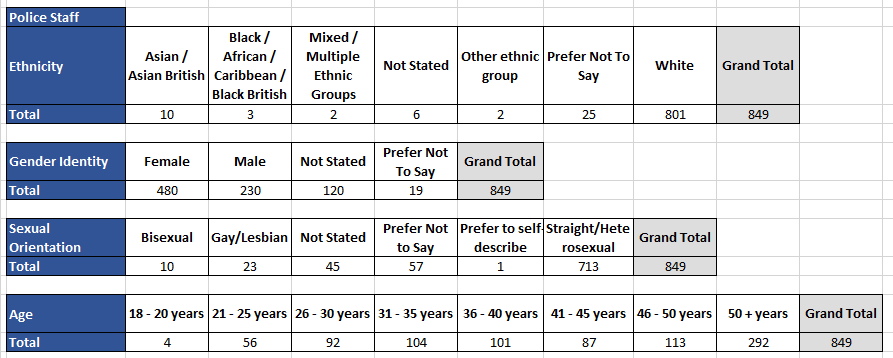 Police Staff
Ethnicity Asian / Asian British Black / African / Caribbean / Black British Mixed / Multiple Ethnic Groups Not Stated Other ethnic group Prefer Not To Say White Grand Total
Total 10 3 2 6 2 25 801 849
Gender Identity Female Male Not Stated Prefer Not To Say Grand Total
Total 480 230 120 19 849
Sexual Orientation Bisexual Gay/Lesbian Not Stated Prefer Not to Say Prefer to self-describe Straight/Heterosexual Grand Total
Total 10 23 45 57 1 713 849
Age 18 - 20 years 21 - 25 years 26 - 30 years 31 - 35 years 36 - 40 years 41 - 45 years 46 - 50 years 50 + years Grand Total
Total 4 56 92 104 101 87 113 292 849